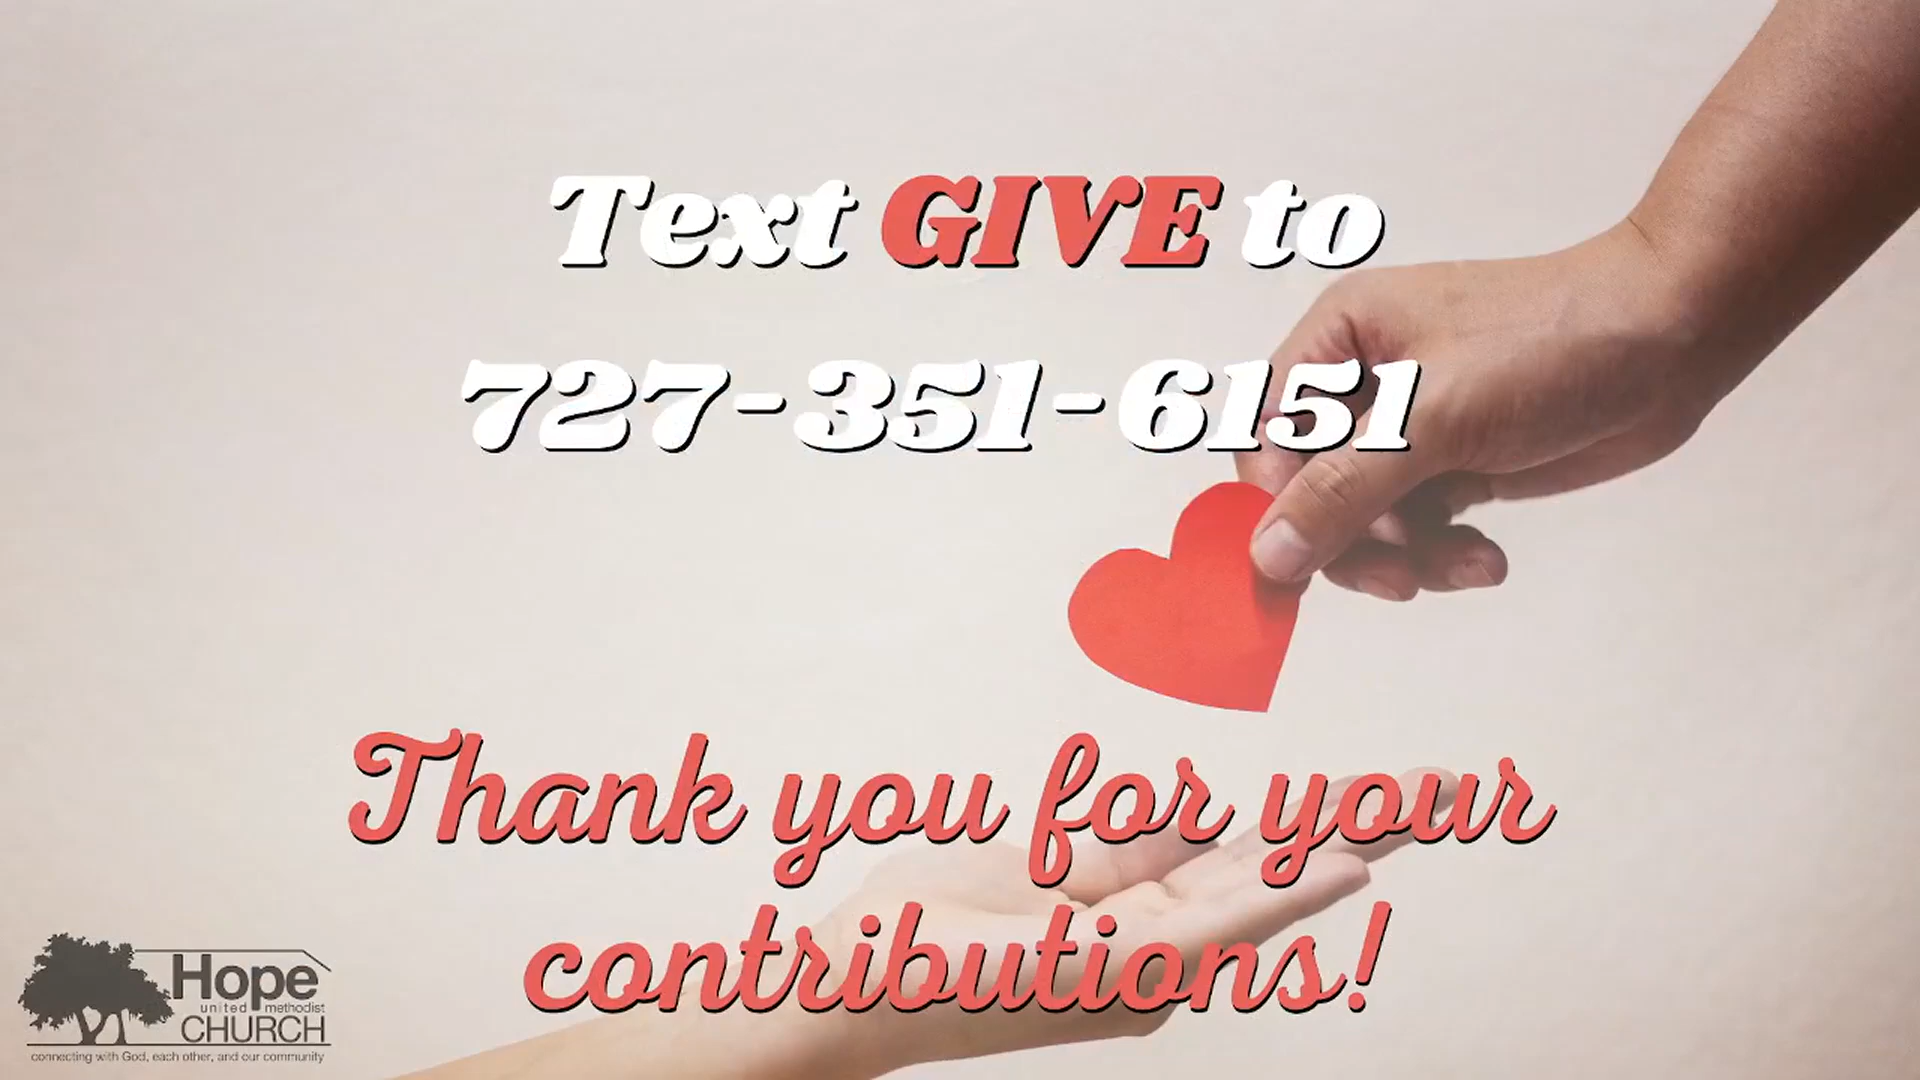 Text GIVE to
727-351-6151
Thank you for your
contributions!
Hope
united methodist
CHURCH
connecting with God, each other, and our community